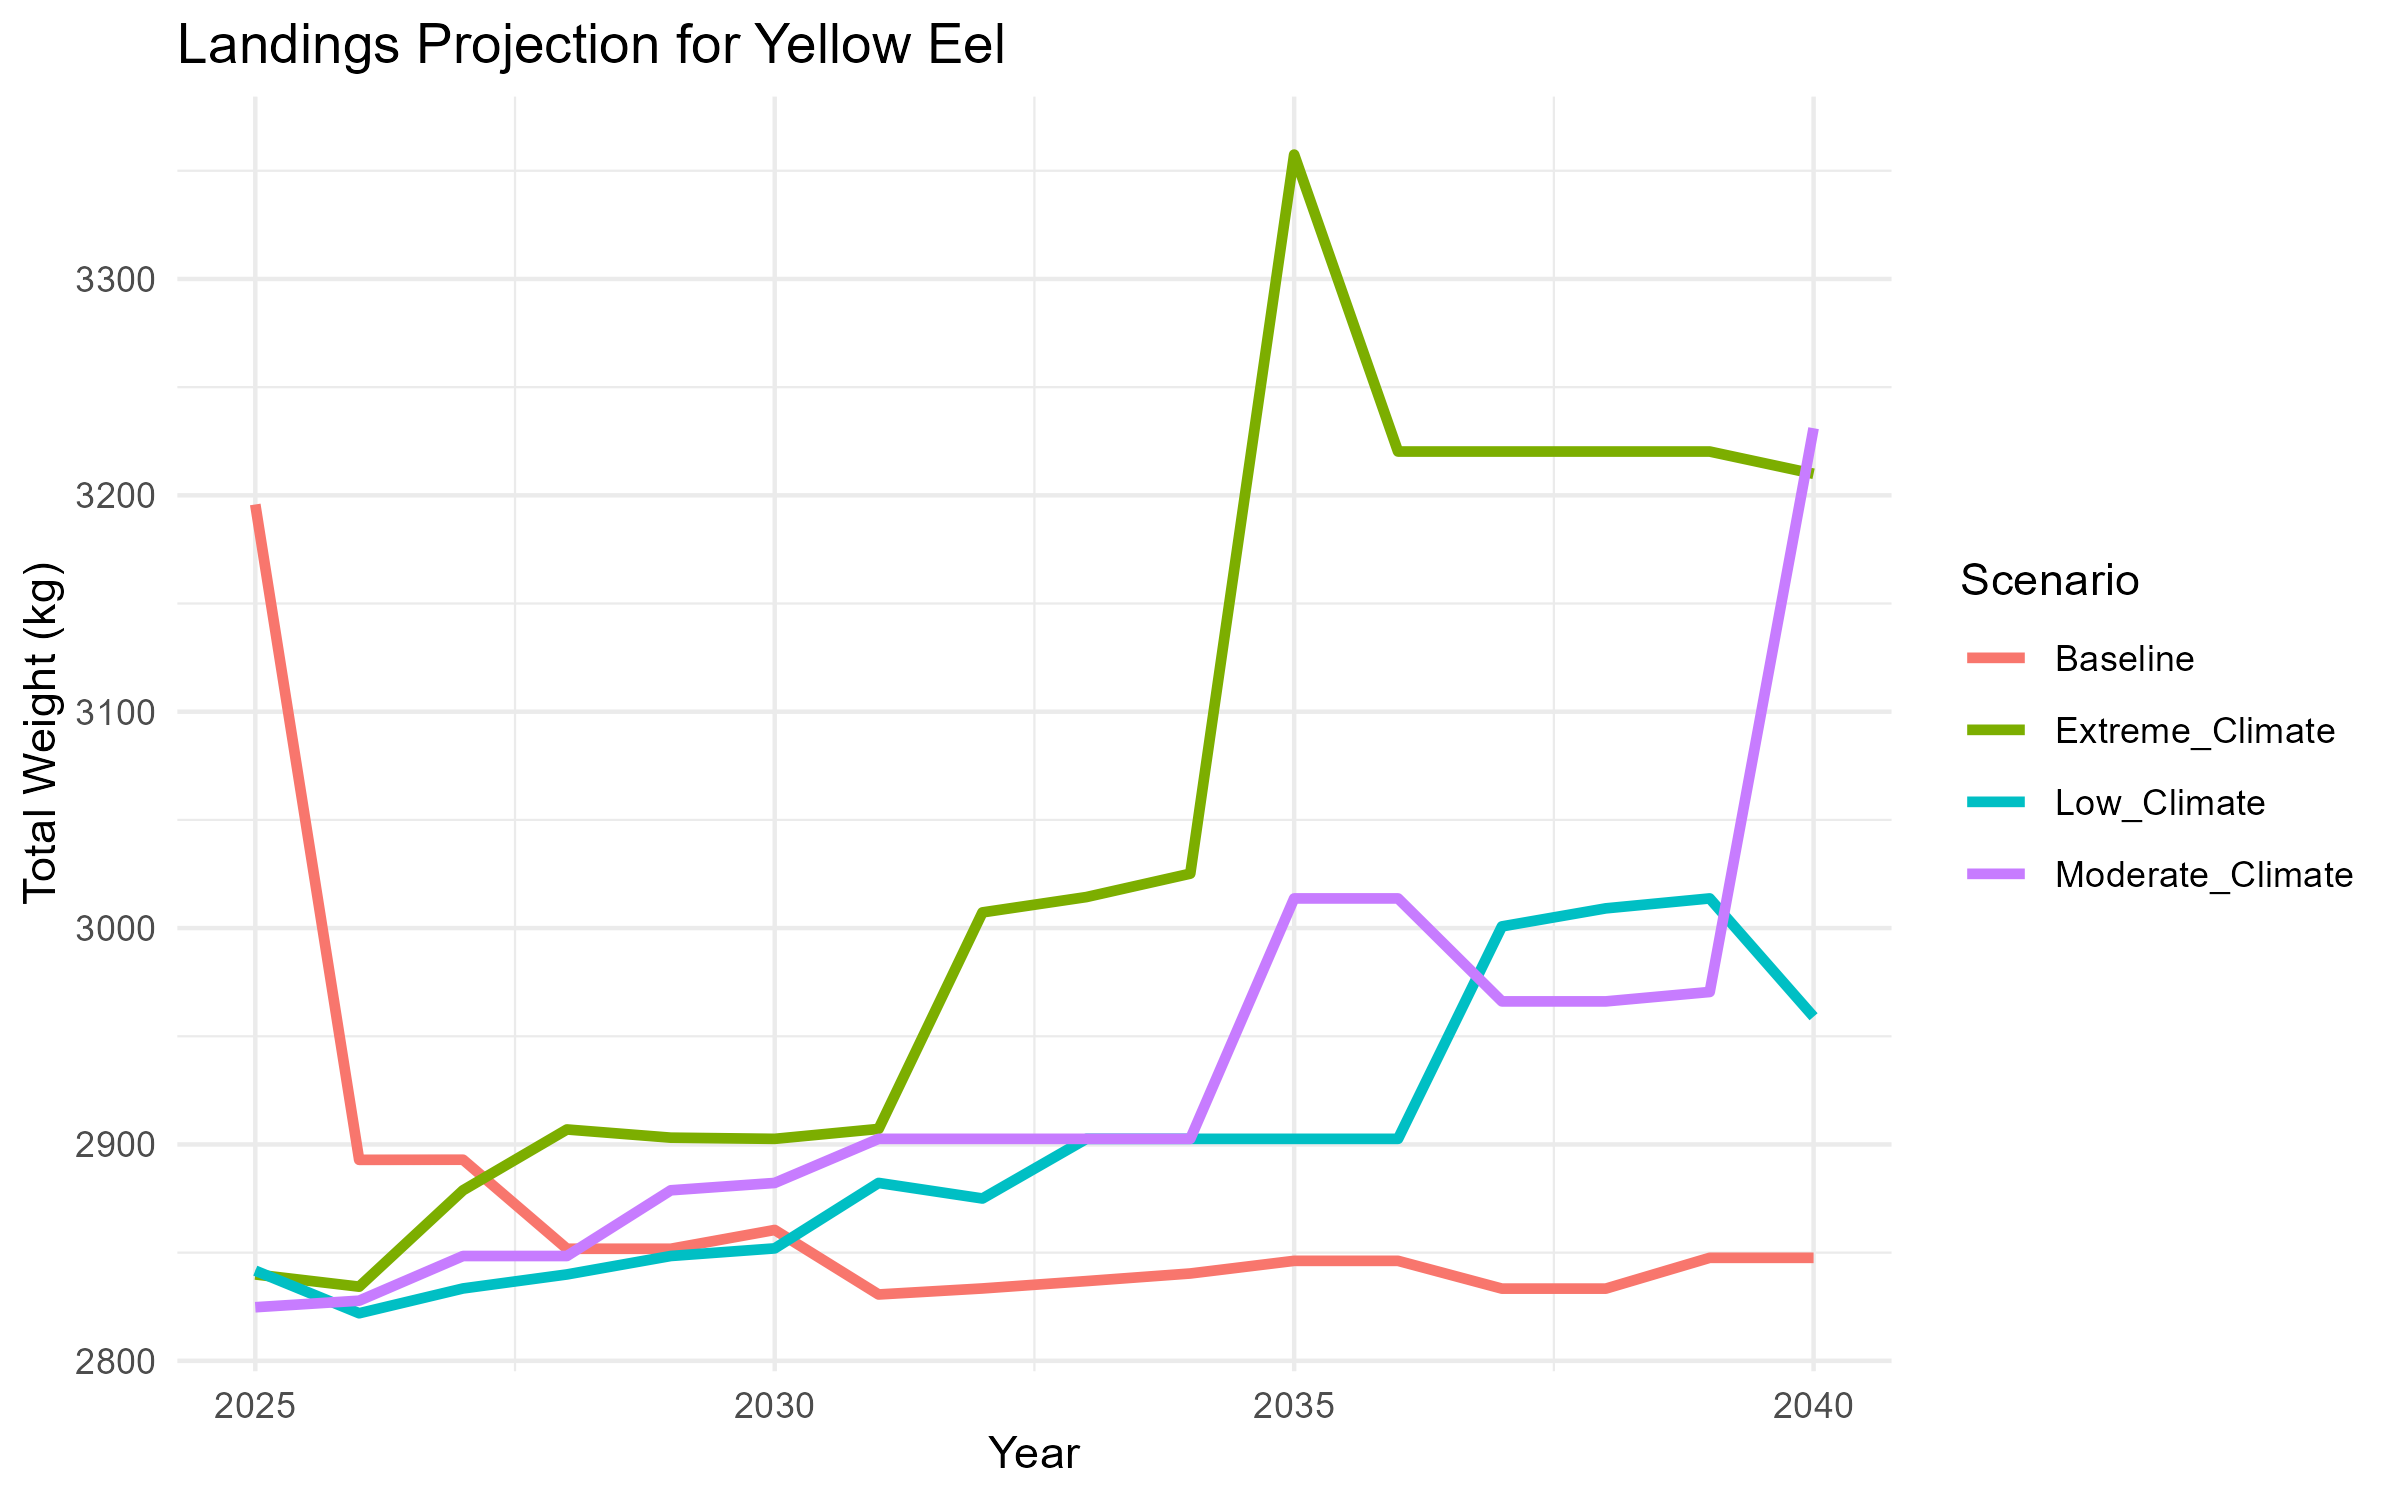 Landings Projection for Yellow Eel
Total Weight (kg)
3300
3200
3100
3000
2900
2800
2025
2030
2035
2040
Year
Scenario
Baseline
Extreme_Climate
Low_Climate
Moderate_Climate